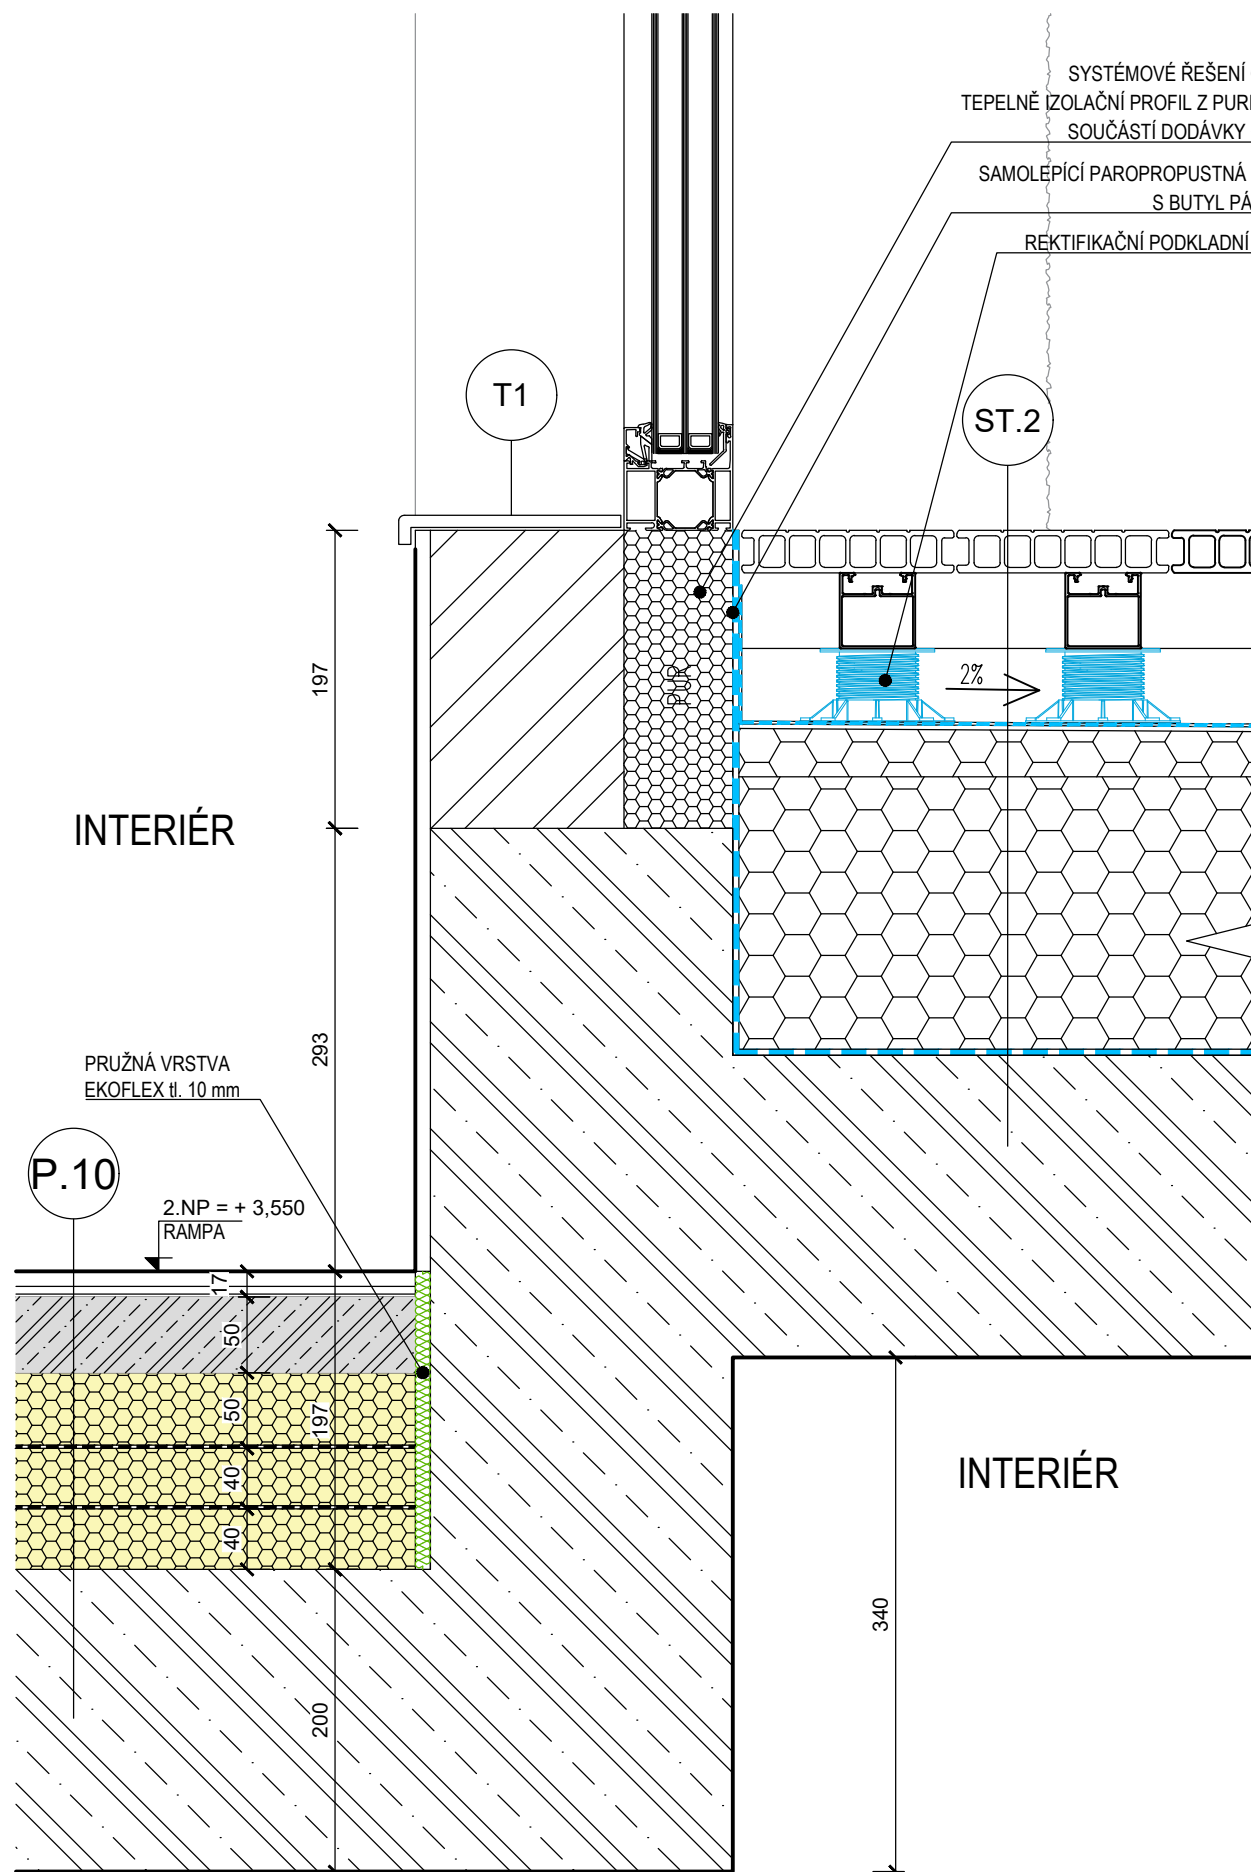 SYSTÉMOVÉ ŘEŠENÍ
TEPELNĚ IZOLAČNÍ PROFIL Z PUR
SOUČÁSTÍ DODÁVKY
SAMOLEPÍCÍ PAROPROPUSTNÁ
S BUTYL PÁ
REKTIFIKAČNÍ PODKLADNÍ
T1
ST.2
197
PUR
2%
INTERIÉR
293
PRUŽNÁ VRSTVA
EKOFLEX tl. 10 mm
P.10
2.NP = + 3,550
RAMPA
17
50
50
197
40
40
INTERIÉR
340
200